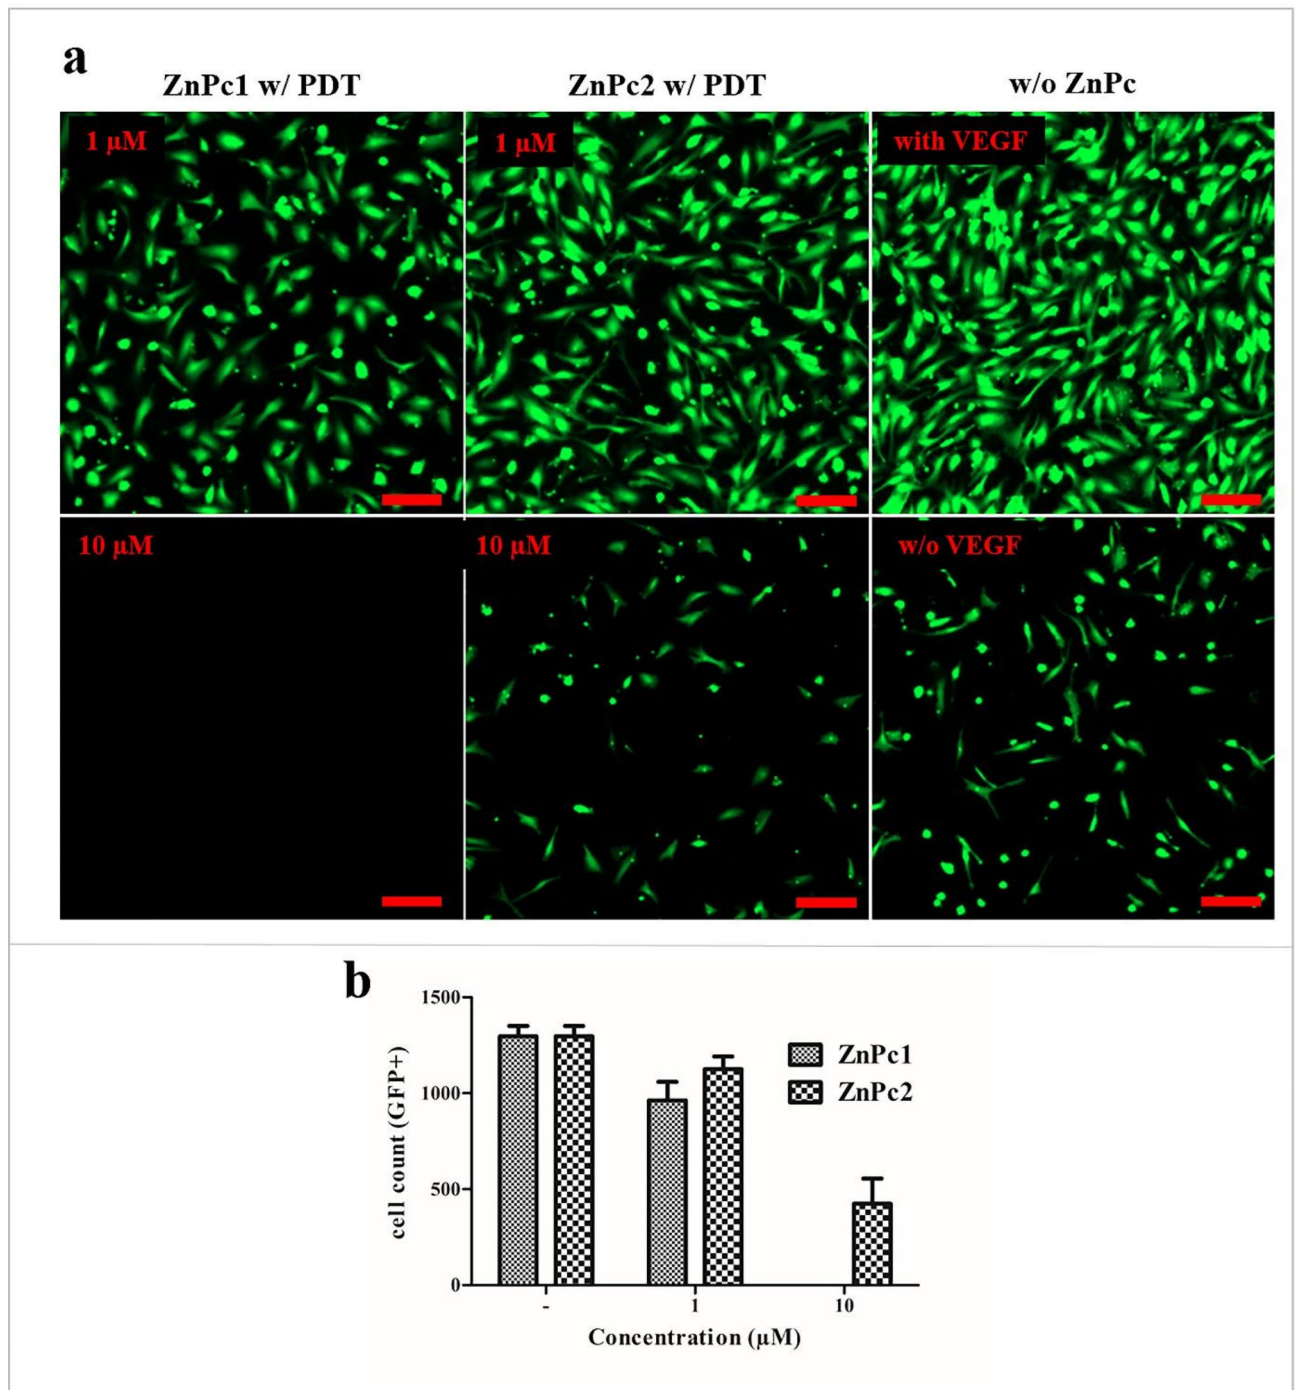 a
ZnPc1 w/ PDT
ZnPc2 w/ PDT
w/o ZnPc
1 µM
1 µM
with VEGF
10 µM
10 µM
w/o VEGF
b
1500
1000
500
0
cell count (GFP+)
ZnPc1
ZnPc2
-
1
10
Concentration (µM)